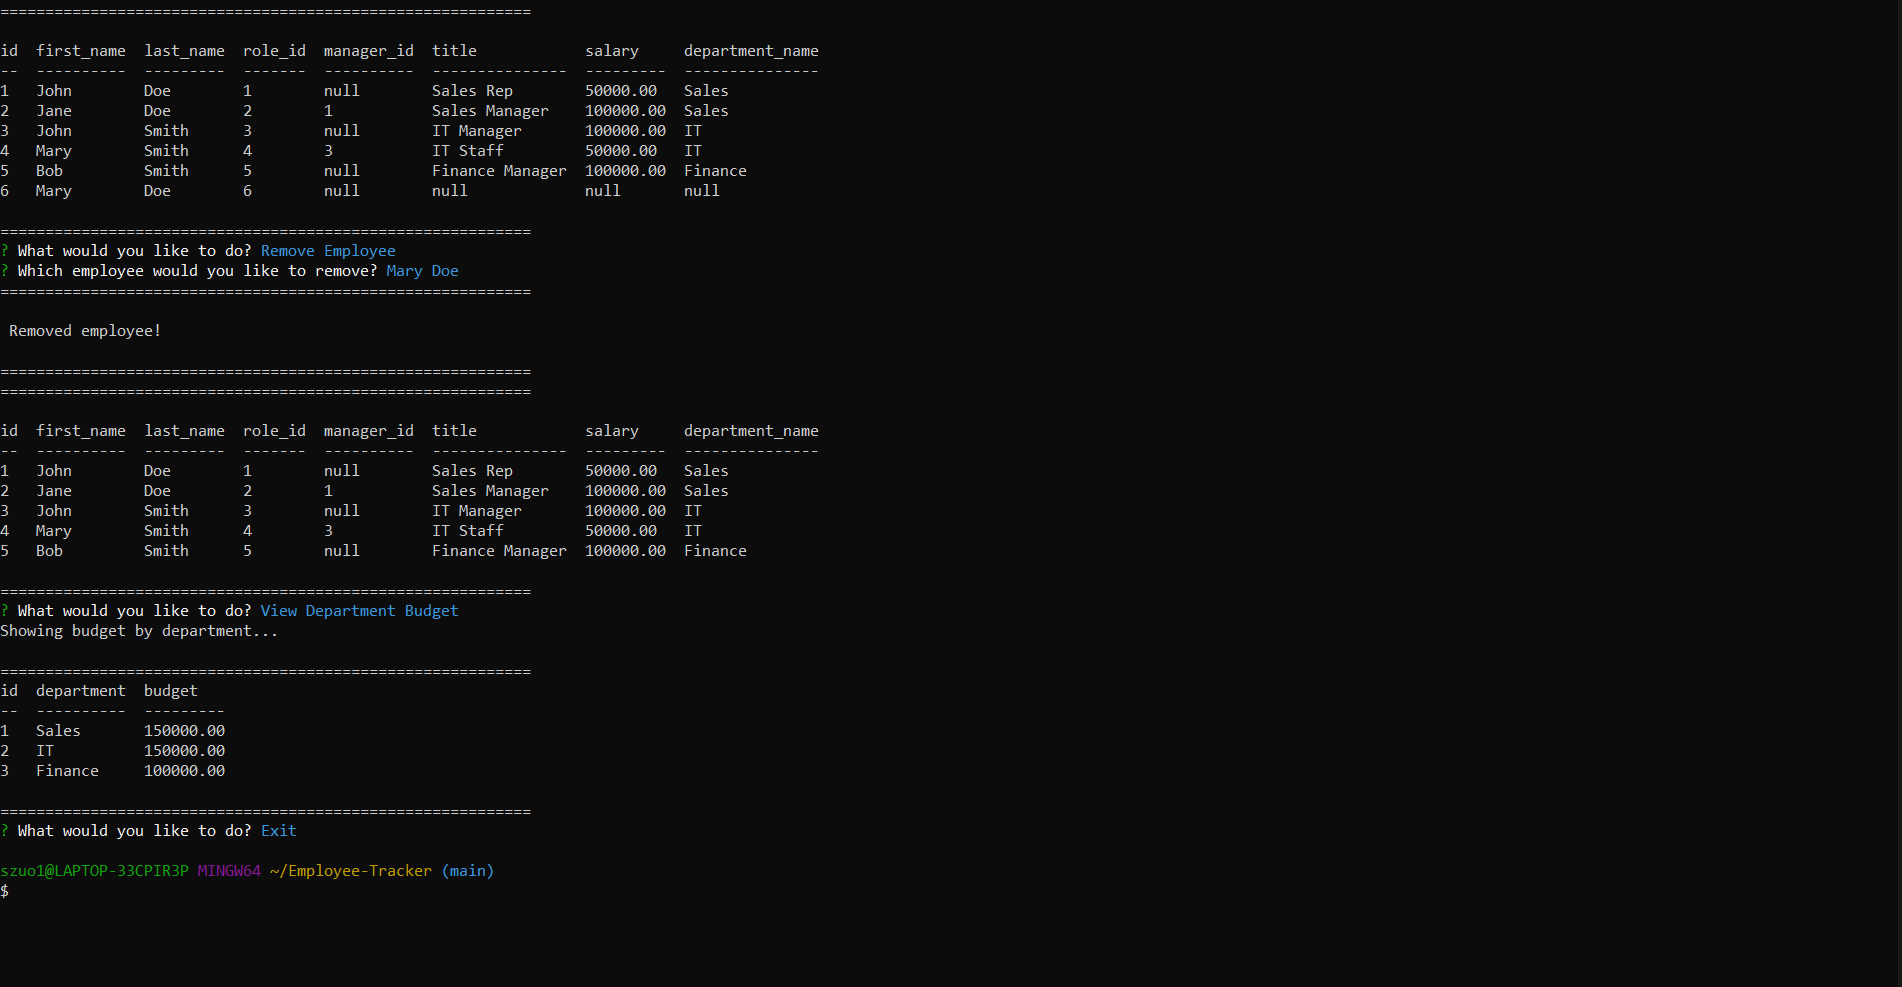 ===========================================================
id  first_name  last_name  role_id  manager_id  title            salary     department_name
--  ----------  ---------  -------  ----------  ---------------  ---------  ---------------
1   John        Doe        1        null        Sales Rep        50000.00   Sales
2   Jane        Doe        2        1           Sales Manager    100000.00  Sales
3   John        Smith      3        null        IT Manager       100000.00  IT
4   Mary        Smith      4        3           IT Staff         50000.00   IT
5   Bob         Smith      5        null        Finance Manager  100000.00  Finance
6   Mary        Doe        6        null        null             null       null
===========================================================
? What would you like to do? Remove Employee
? Which employee would you like to remove? Mary Doe
===========================================================
 Removed employee!
===========================================================
===========================================================
id  first_name  last_name  role_id  manager_id  title            salary     department_name
--  ----------  ---------  -------  ----------  ---------------  ---------  ---------------
1   John        Doe        1        null        Sales Rep        50000.00   Sales
2   Jane        Doe        2        1           Sales Manager    100000.00  Sales
3   John        Smith      3        null        IT Manager       100000.00  IT
4   Mary        Smith      4        3           IT Staff         50000.00   IT
5   Bob         Smith      5        null        Finance Manager  100000.00  Finance
===========================================================
? What would you like to do? View Department Budget
Showing budget by department...
===========================================================
id  department  budget
--  ----------  ---------
1   Sales       150000.00
2   IT          150000.00
3   Finance     100000.00
===========================================================
? What would you like to do? Exit
szuo1@LAPTOP-33CPIR3P MINGW64 ~/Employee-Tracker (main)
$